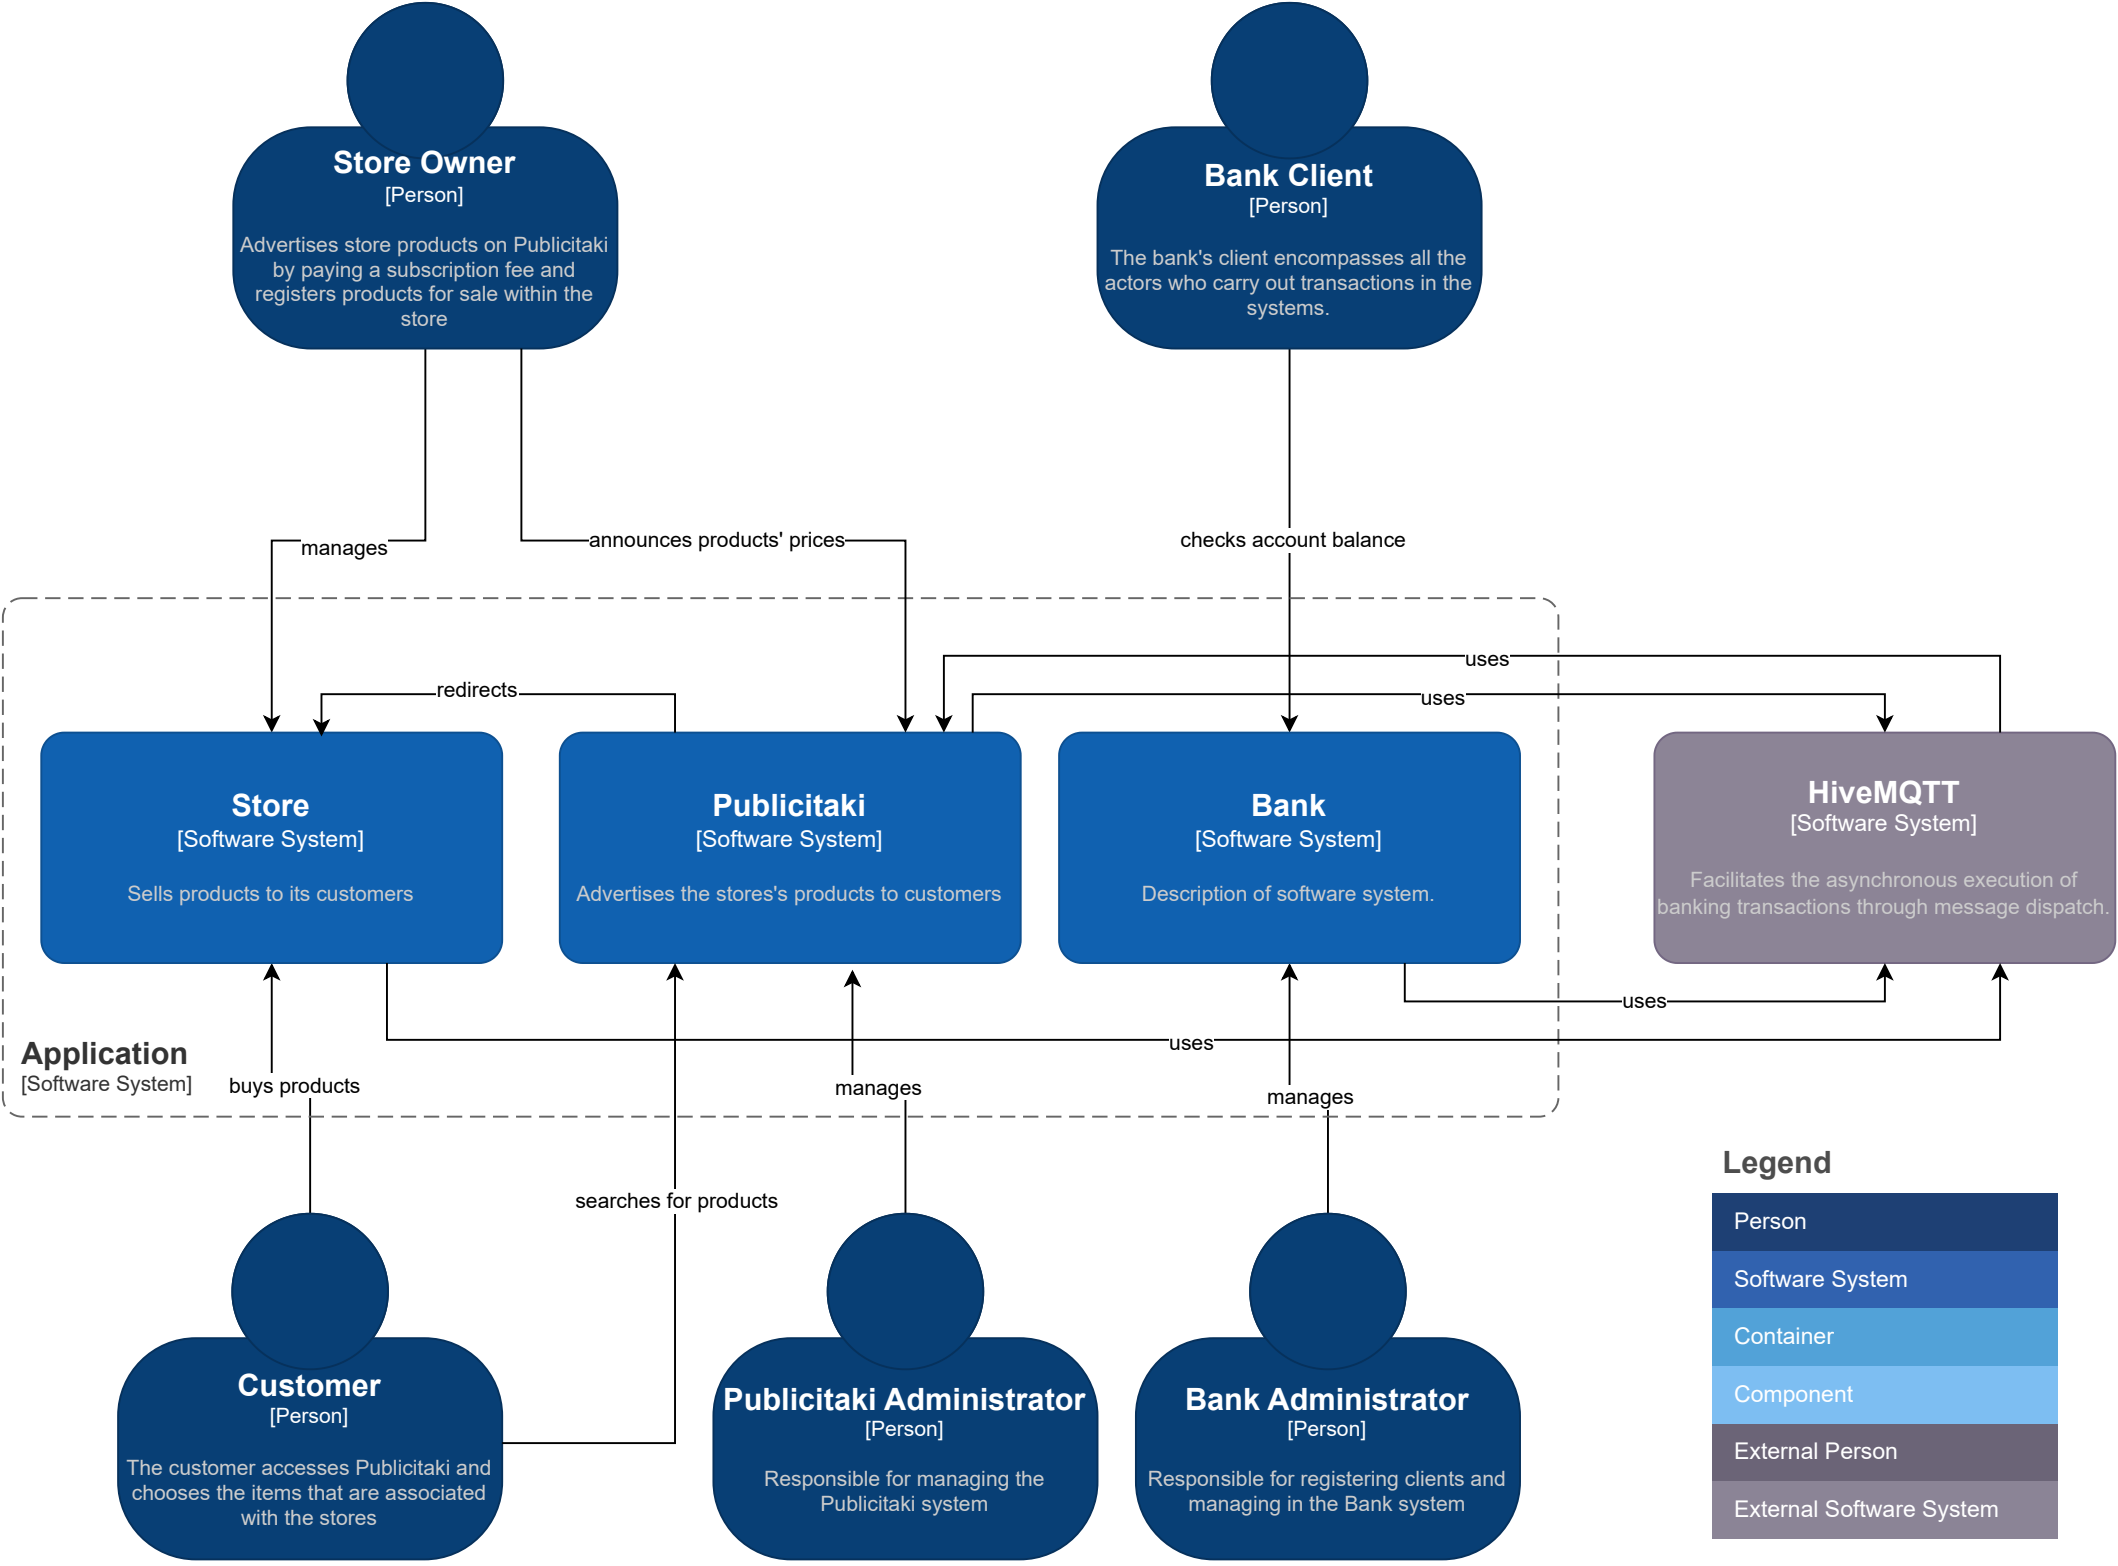 Store Owner
[Person]
Advertises store products on Publicitaki
by paying a subscription fee and
registers products for sale within the
store
Bank Client
[Person]
The bank's client encompasses all the
actors who carry out transactions in the
systems.
manages
announces products' prices
checks account balance
uses
redirects
uses
Store
[Software System]
Sells products to its customers
Publicitaki
[Software System]
Advertises the stores's products to customers
Bank
[Software System]
Description of software system.
HiveMQTT
[Software System]
Facilitates the asynchronous execution of
banking transactions through message dispatch.
uses
uses
Application
[Software System]
buys products
manages
manages
searches for products
Customer
[Person]
The customer accesses Publicitaki and
chooses the items that are associated
with the stores
Publicitaki Administrator
[Person]
Responsible for managing the
Publicitaki system
Bank Administrator
[Person]
Responsible for registering clients and
managing in the Bank system
Legend
Person
Software System
Container
Component
External Person
External Software System